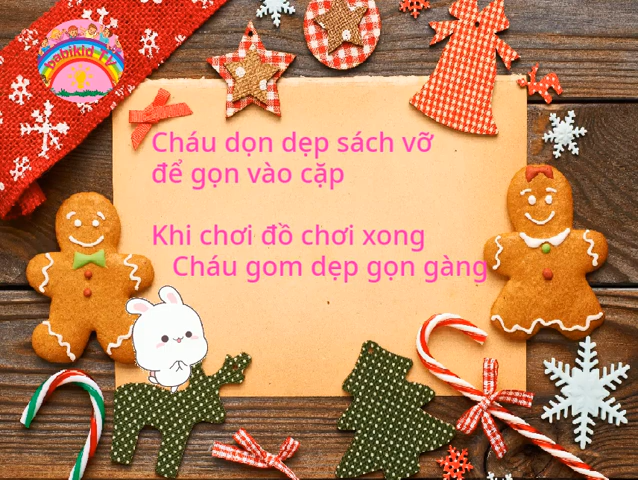 babikid TV
Cháu dọn dẹp sách vỡ
để gọn vào cặp
Khi chơi đồ chơi xong
Cháu gom dẹp gọn gàng